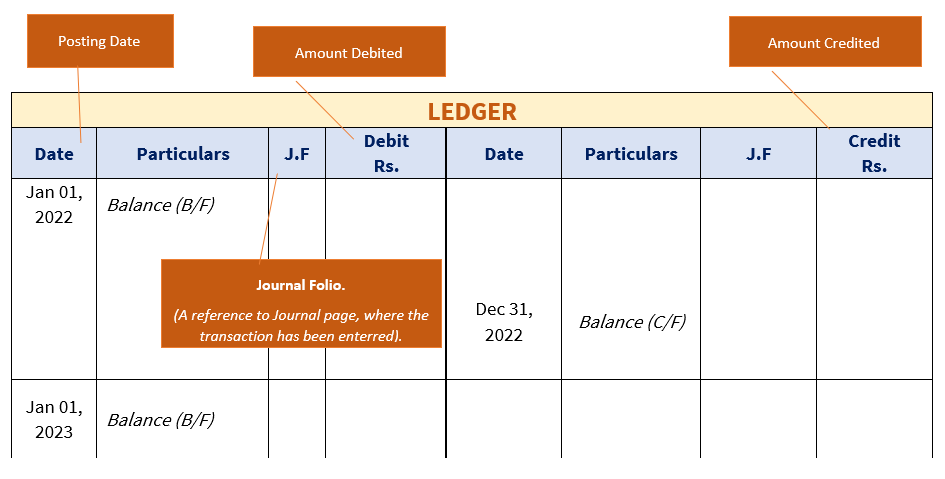 Posting Date
Amount Debited
Amount Credited
LEDGER
Date Particulars J.F Debit Rs. Date Particulars J.F Credit Rs.
Jan 01,
2022
Balance (B/F)
Journal Folio.
(A reference to Journal page, where the
transaction has been enterred).
Dec 31,
2022
Balance (C/F)
Jan 01,
2023
Balance (B/F)